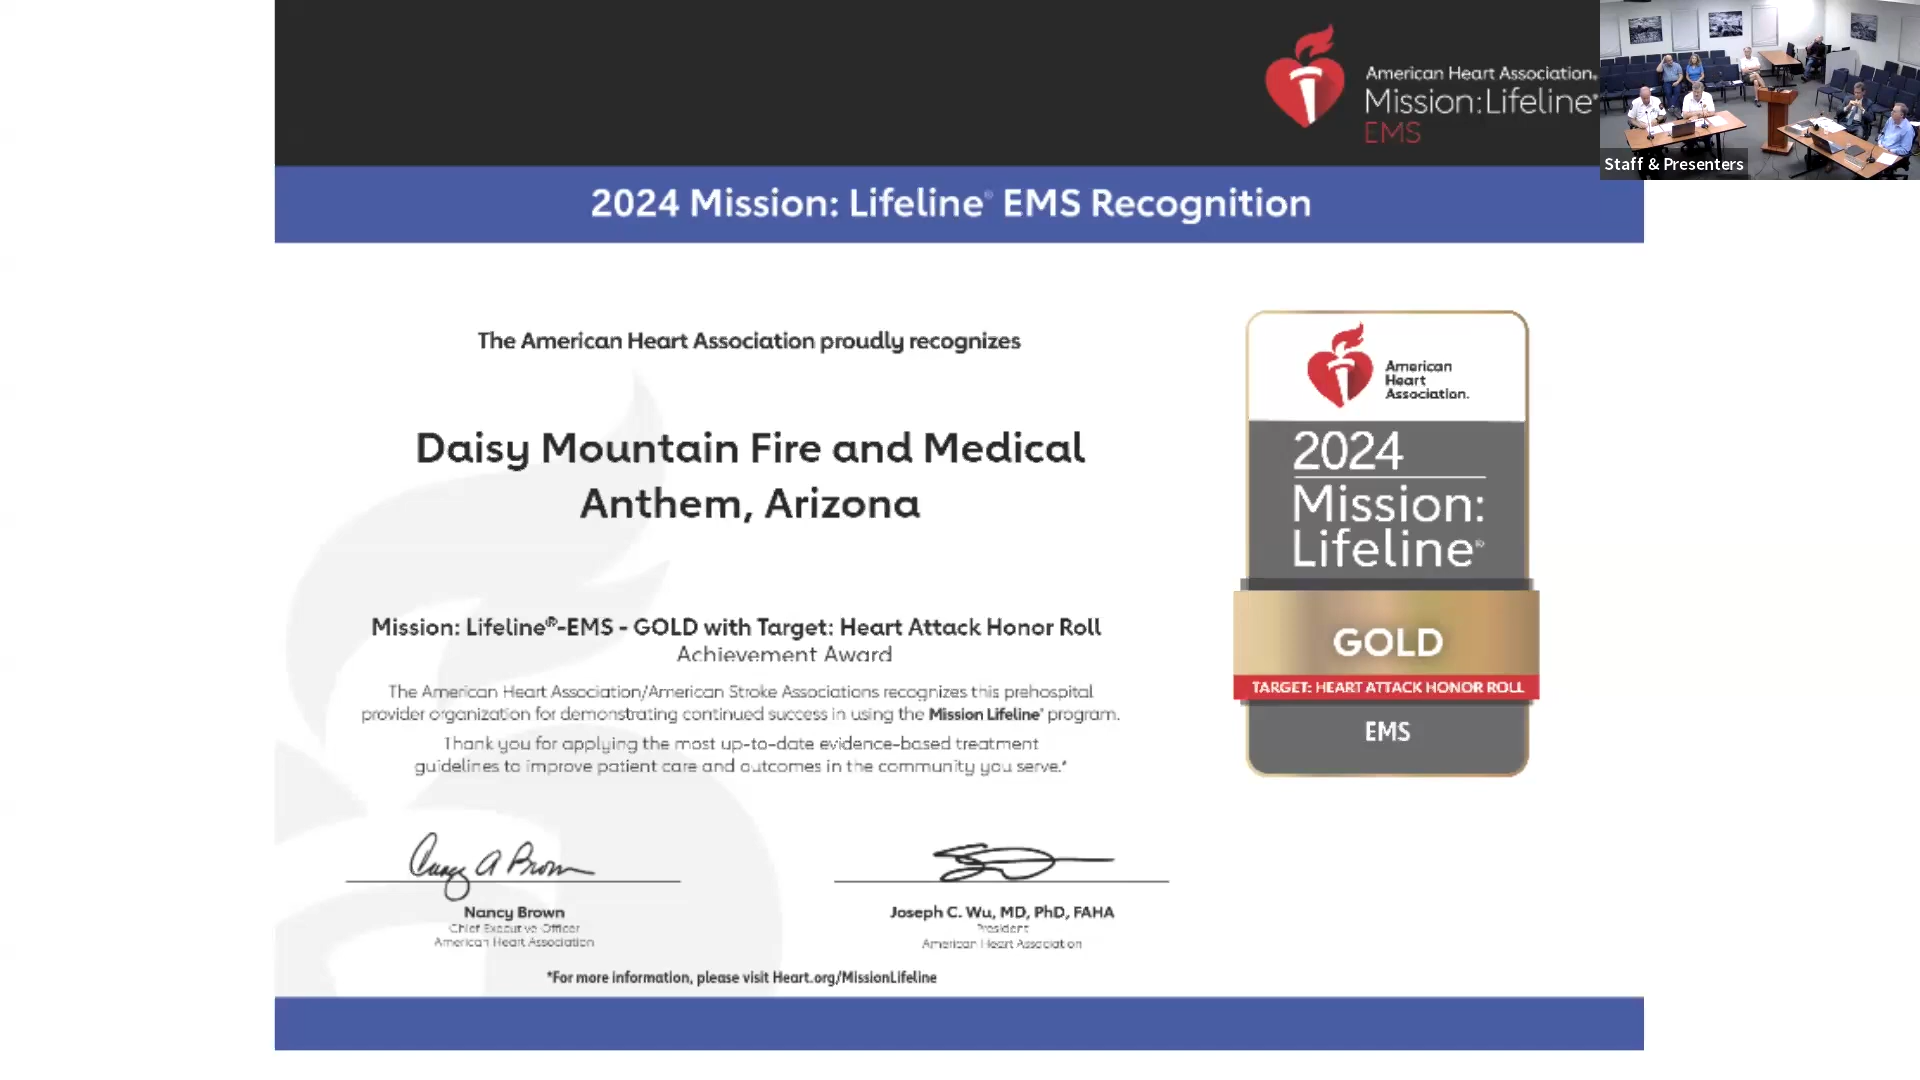 American Heart Association®
Mission:Lifeline®
EMS
Staff & Presenters
2024 Mission: Lifeline® EMS Recognition
The American Heart Association proudly recognizes
Daisy Mountain Fire and Medical
Anthem, Arizona
Mission: Lifeline®-EMS - GOLD with Target: Heart Attack Honor Roll
Achievement Award
The American Heart Association/American Stroke Associations recognizes this prehospital
provider organization for demonstrating continued success in using the Mission Lifeline® program.
Thank you for applying the most up-to-date evidence-based treatment
guidelines to improve patient care and outcomes in the community you serve.*
Nancy A Brown
Nancy Brown
Chief Executive Officer
American Heart Association
Joseph C. Wu, MD, PhD, FAHA
President
American Heart Association
*For more information, please visit Heart.org/MissionLifeline
American
Heart
Association.
2024
Mission:
Lifeline®
GOLD
TARGET: HEART ATTACK HONOR ROLL
EMS